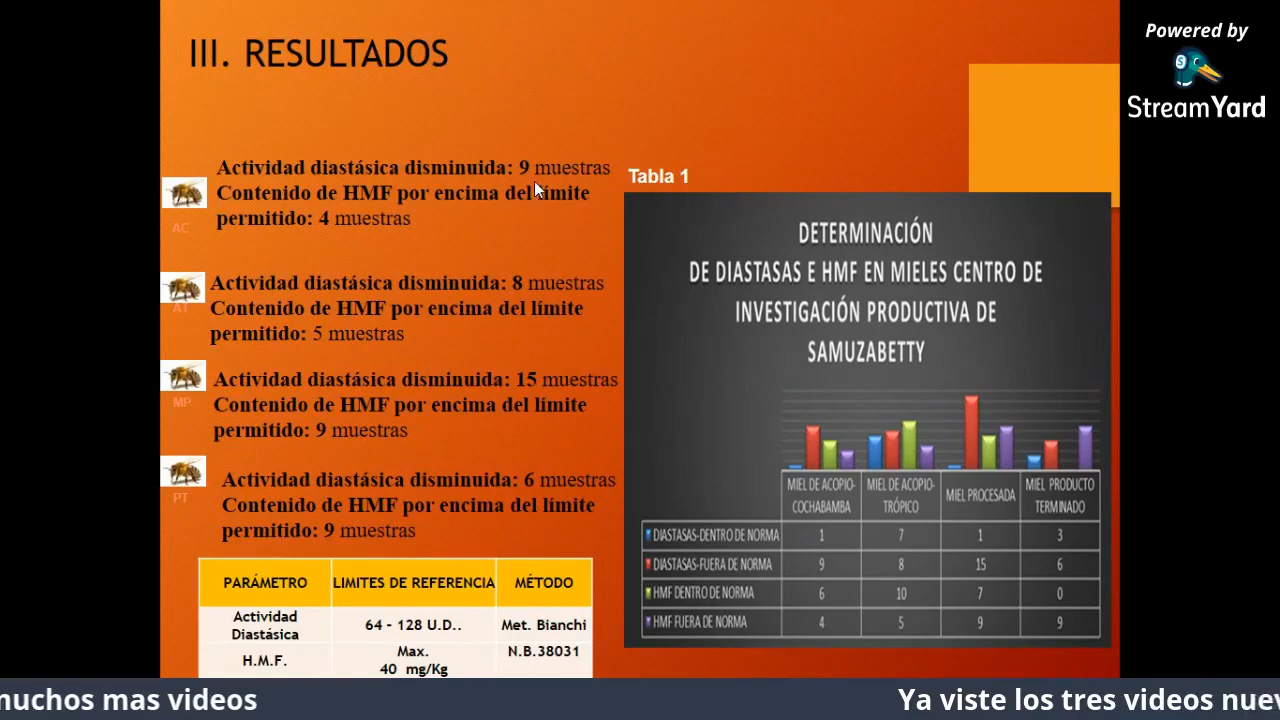 III. RESULTADOS
Powered by
StreamYard
Actividad diastásica disminuida: 9 muestras
Contenido de HMF por encima del límite
permitido: 4 muestras
AC
Actividad diastásica disminuida: 8 muestras
Contenido de HMF por encima del límite
permitido: 5 muestras
AT
Actividad diastásica disminuida: 15 muestras
Contenido de HMF por encima del límite
permitido: 9 muestras
MP
Actividad diastásica disminuida: 6 muestras
Contenido de HMF por encima del límite
permitido: 9 muestras
PT
PARÁMETRO LIMITES DE REFERENCIA MÉTODO
Actividad
Diastásica 64 - 128 U.D.. Met. Bianchi
H.M.F. Max.
40 mg/Kg N.B.38031
Tabla 1
DETERMINACIÓN
DE DIASTASAS E HMF EN MIELES CENTRO DE
INVESTIGACIÓN PRODUCTIVA DE
SAMUZABETTY
MIEL DE ACOPIO- MIEL DE ACOPIO- MIEL PROCESADA MIEL PRODUCTO
COCHABAMBA TRÓPICO TERMINADO
DIASTASAS-DENTRO DE NORMA 1 7 1 3
DIASTASAS-FUERA DE NORMA 9 8 15 6
HMF DENTRO DE NORMA 6 10 7 0
HMF FUERA DE NORMA 4 5 9 9
muchos mas videos Ya viste los tres videos nuev